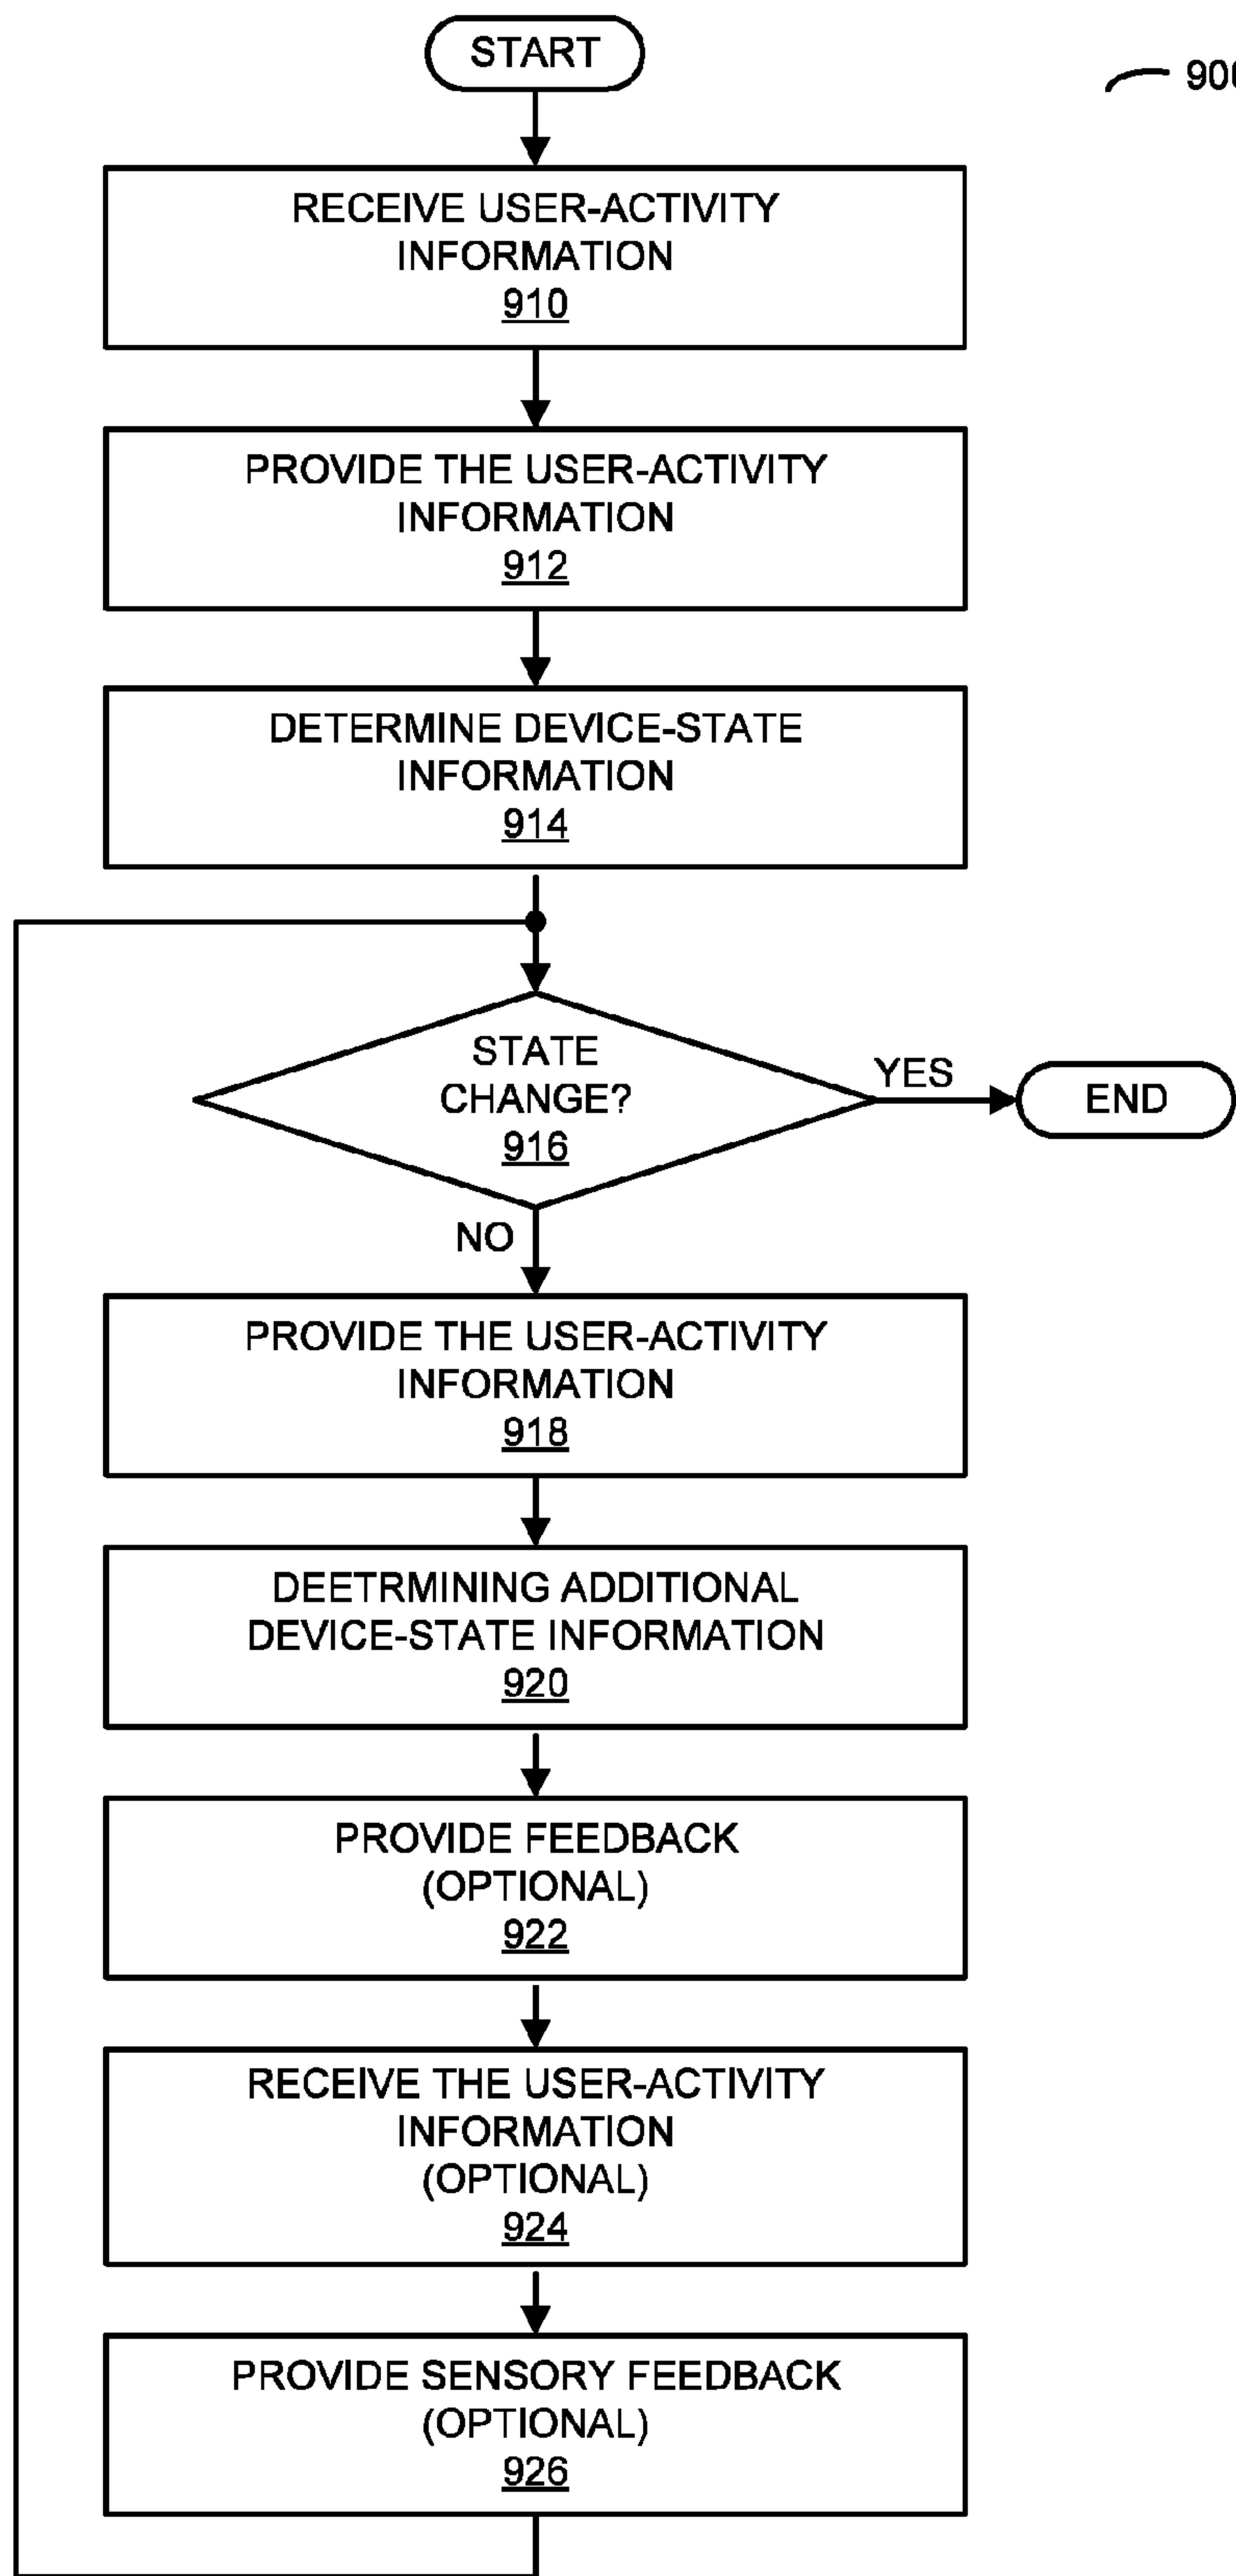 START
900
RECEIVE USER-ACTIVITY
INFORMATION
910
PROVIDE THE USER-ACTIVITY
INFORMATION
912
DETERMINE DEVICE-STATE
INFORMATION
914
STATE
CHANGE?
916
YES
END
NO
PROVIDE THE USER-ACTIVITY
INFORMATION
918
DEETRMINING ADDITIONAL
DEVICE-STATE INFORMATION
920
PROVIDE FEEDBACK
(OPTIONAL)
922
RECEIVE THE USER-ACTIVITY
INFORMATION
(OPTIONAL)
924
PROVIDE SENSORY FEEDBACK
(OPTIONAL)
926